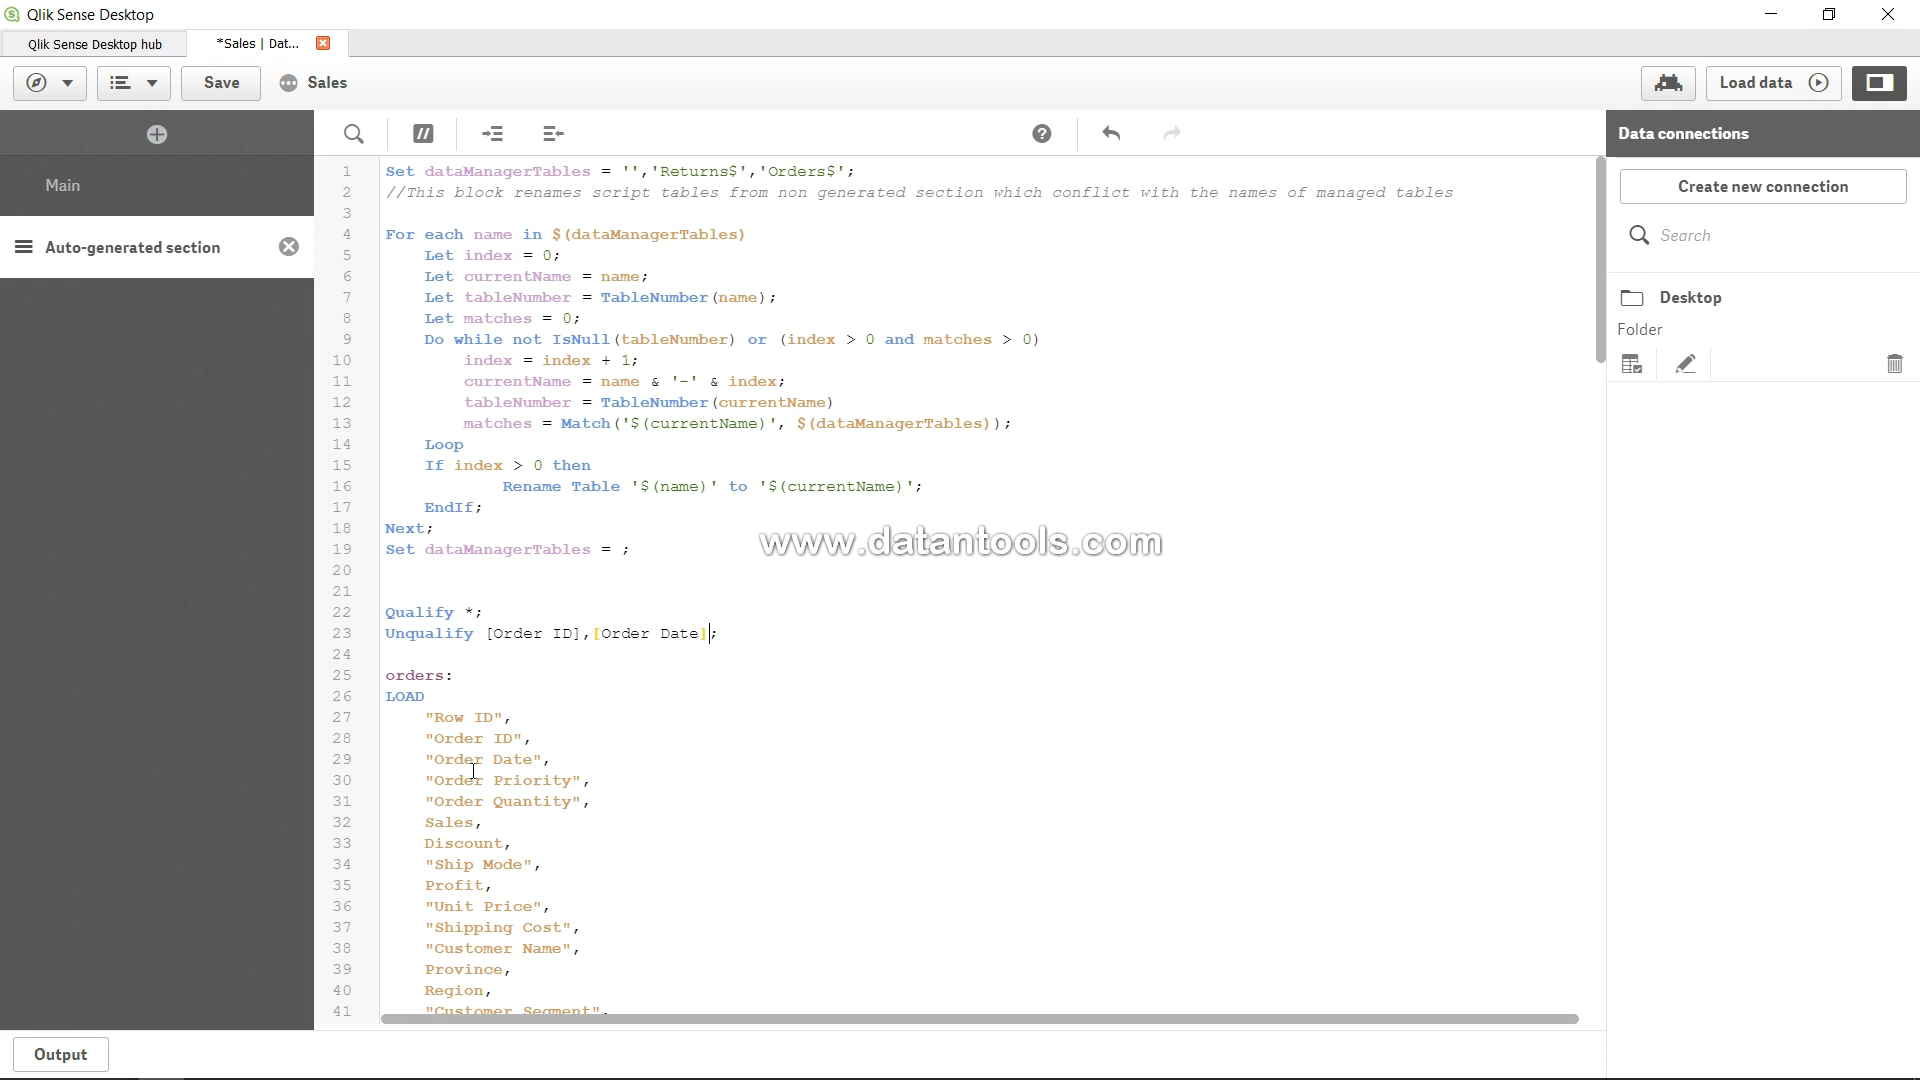 Qlik Sense Desktop
Qlik Sense Desktop hub
*Sales | Dat...
Save
Sales
Load data
Main
Auto-generated section
1 Set dataManagerTables = '','Returns$','Orders$';
2 //This block renames script tables from non generated section which conflict with the names of managed tables
3
4 For each name in $(dataManagerTables)
5 Let index = 0;
6 Let currentName = name;
7 Let tableNumber = TableNumber(name);
8 Let matches = 0;
9 Do while not IsNull(tableNumber) or (index > 0 and matches > 0)
10 index = index + 1;
11 currentName = name & '-' & index;
12 tableNumber = TableNumber(currentName)
13 matches = Match('$(currentName)', $(dataManagerTables));
14 Loop
15 If index > 0 then
16 Rename Table '$(name)' to '$(currentName)';
17 EndIf;
18 Next;
19 Set dataManagerTables = ;
20
21
22 Qualify *;
23 Unqualify [Order ID],[Order Date];
24
25 orders:
26 LOAD
27 "Row ID",
28 "Order ID",
29 "Order Date",
30 "Order Priority",
31 "Order Quantity",
32 Sales,
33 Discount,
34 "Ship Mode",
35 Profit,
36 "Unit Price",
37 "Shipping Cost",
38 "Customer Name",
39 Province,
40 Region,
41 "Customer Segment",
www.datantools.com
Data connections
Create new connection
Search
Desktop
Folder
Output